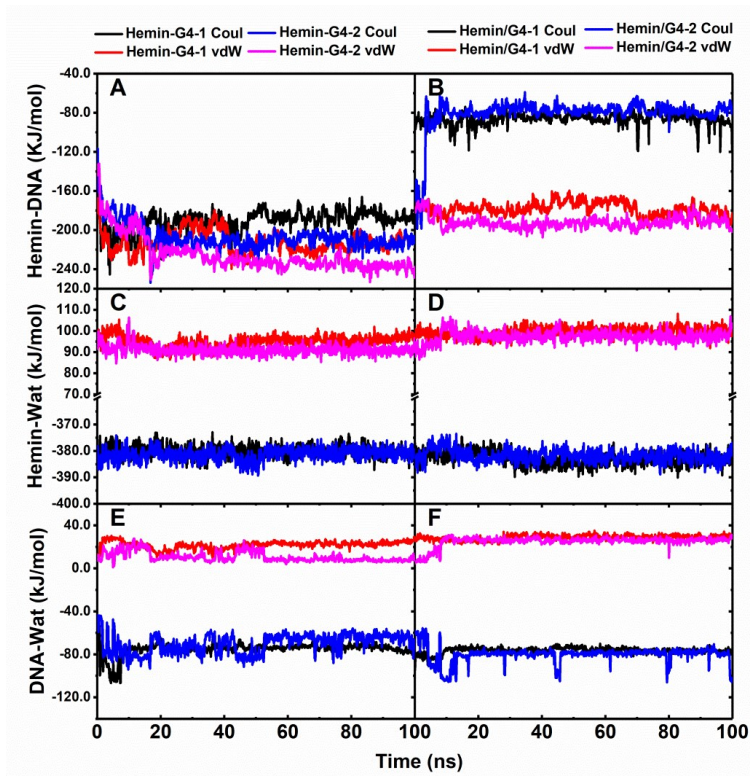 Hemin-G4-1 Coul Hemin-G4-2 Coul Hemin/G4-1 Coul Hemin/G4-2 Coul
Hemin-G4-1 vdW Hemin-G4-2 vdW Hemin/G4-1 vdW Hemin/G4-2 vdW
A B
Hemin-DNA (KJ/mol)
-40.0
-80.0
-120.0
-160.0
-200.0
-240.0
C D
Hemin-Wat (kJ/mol)
120.0
110.0
100.0
90.0
80.0
70.0
-370.0
-380.0
-390.0
-400.0
E F
DNA-Wat (kJ/mol)
40.0
0.0
-40.0
-80.0
-120.0
0 20 40 60 80 100 20 40 60 80 100
Time (ns)